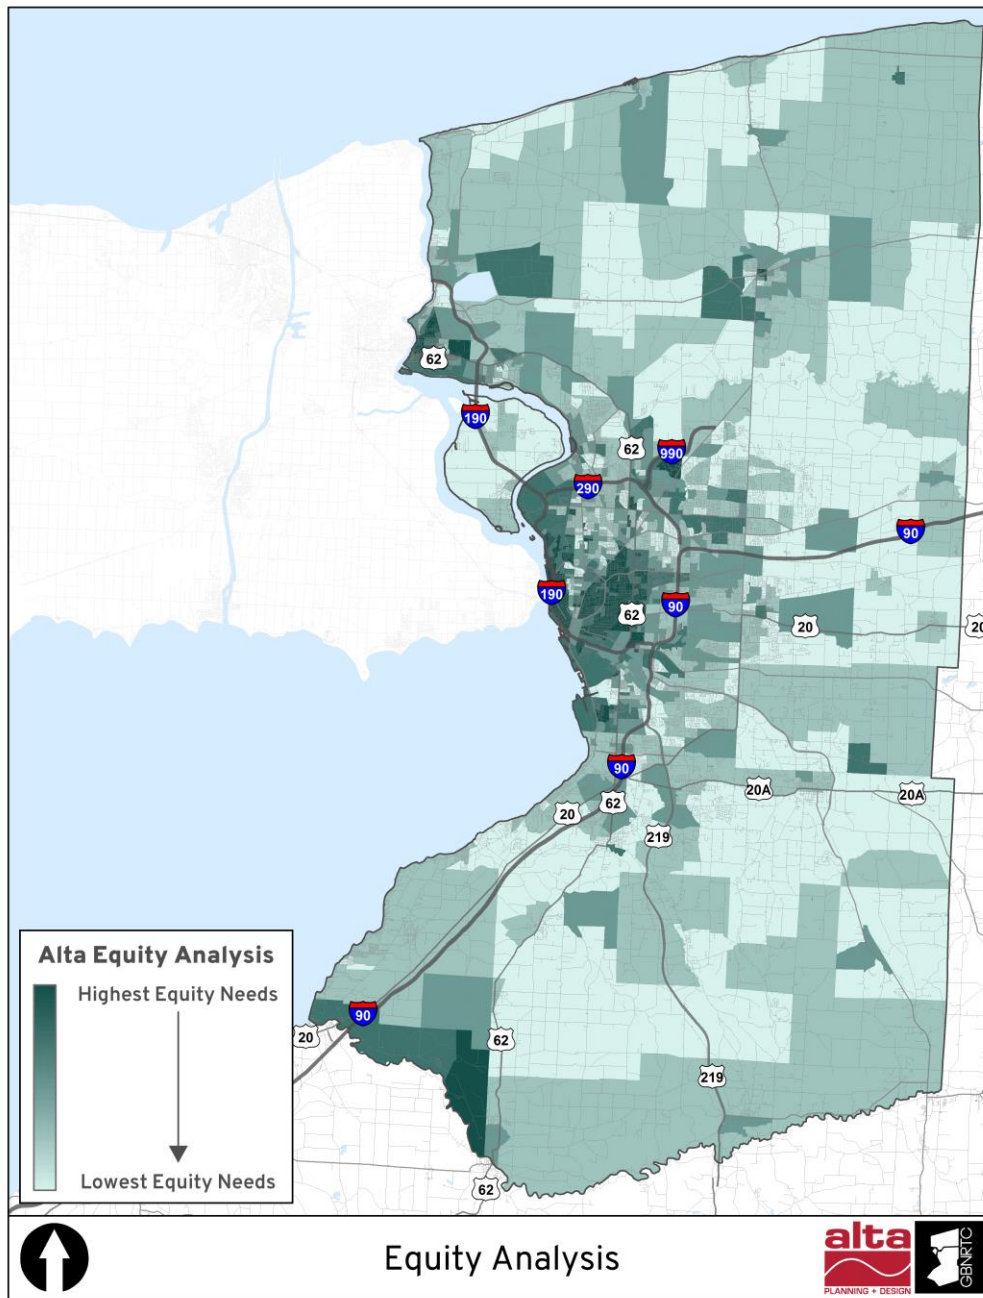 62
190
62
990
290
90
190
62
90
20
20
90
20A
20A
62
20
219
Alta Equity Analysis
Highest Equity Needs
Lowest Equity Needs
90
20
62
219
62
Equity Analysis
alta
PLANNING + DESIGN
GBNRTC